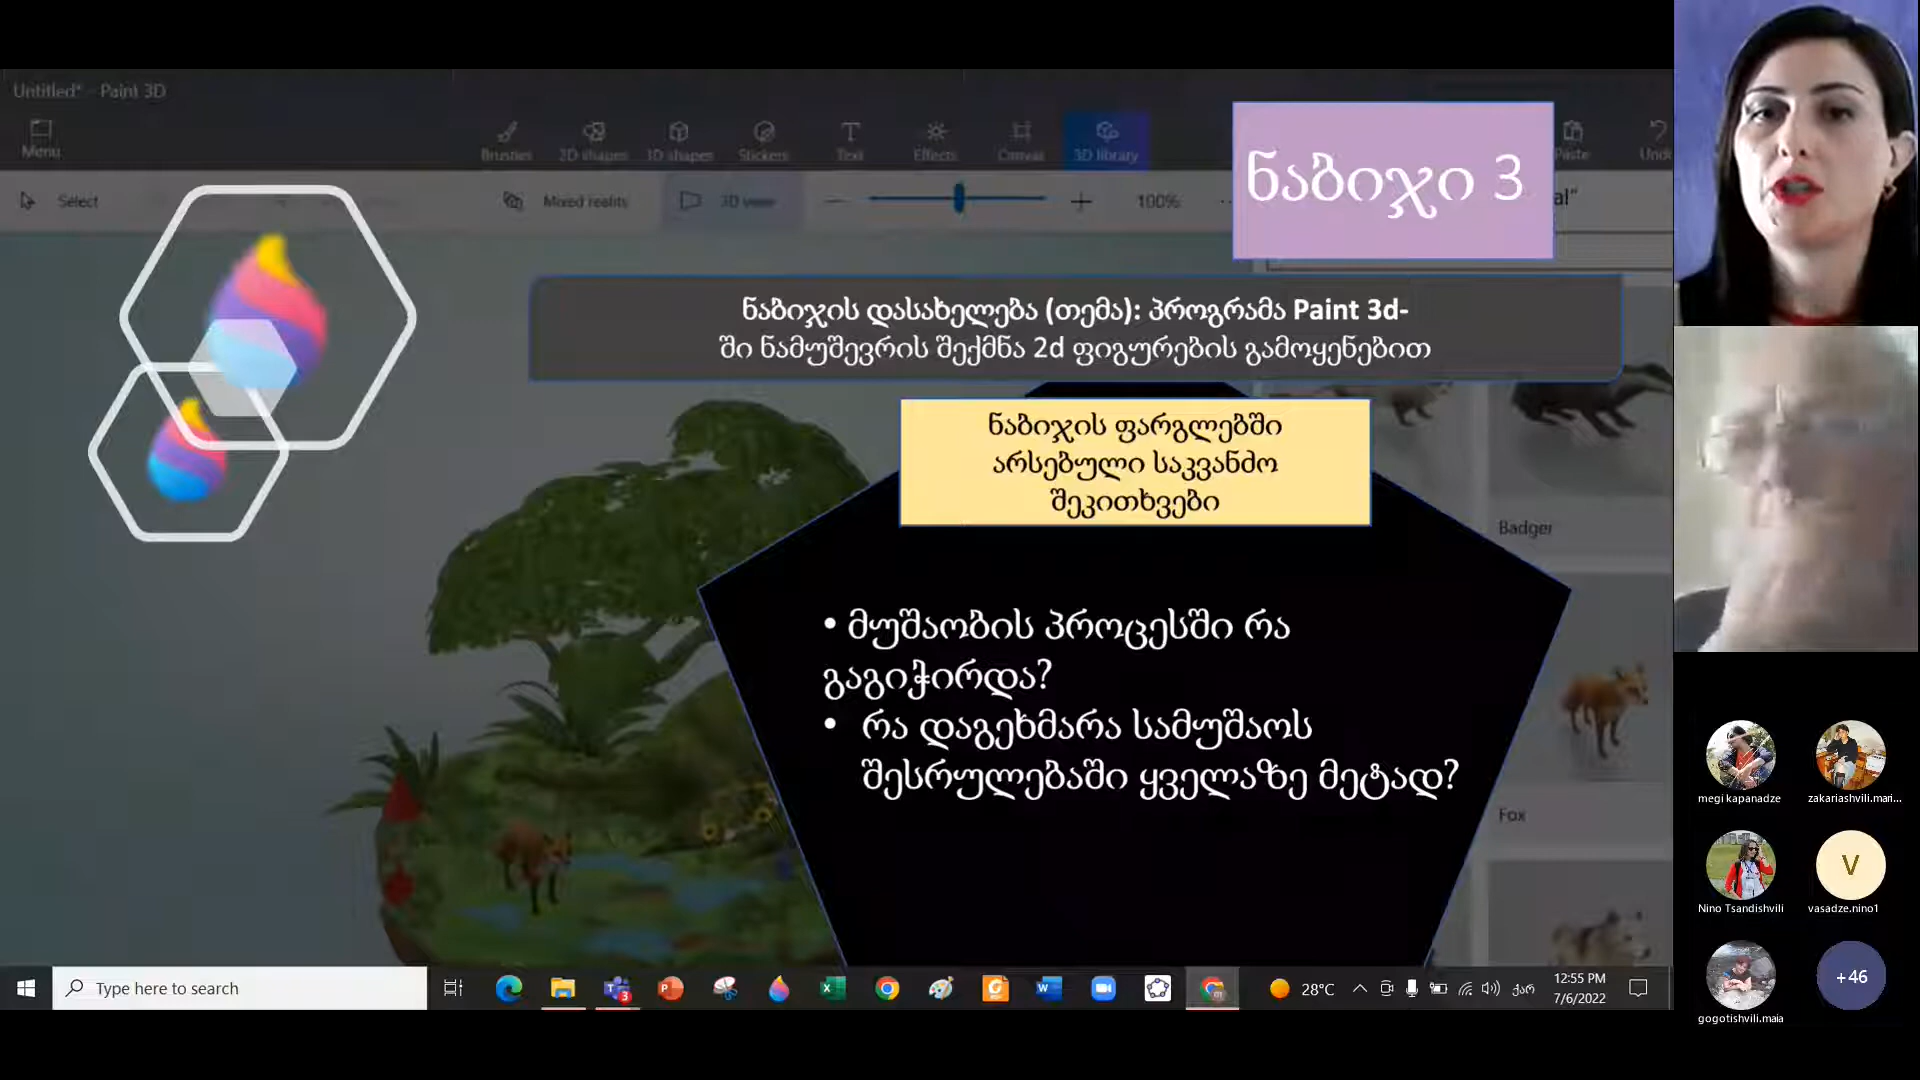 Untitled* - Paint 3D
Menu
Brushes
2D shapes
3D shapes
Stickers
Text
Effects
Canvas
3D library
Paste
Undo
Select
Mixed reality
3D view
100%
ნაბიჯი 3
al"
ნაბიჯის დასახელება (თემა): პროგრამა Paint 3d-
ში ნამუშევრის შექმნა 2d ფიგურების გამოყენებით
ნაბიჯის ფარგლებში
არსებული საკვანძო
შეკითხვები
• მუშაობის პროცესში რა
გაგიჭირდა?
• რა დაგეხმარა სამუშაოს
შესრულებაში ყველაზე მეტად?
Badger
Fox
megi kapanadze
zakariashvili.mari...
Nino Tsandishvili
V
vasadze.nino1
gogotishvili.maia
+46
Type here to search
3
28°C
ქარ
12:55 PM
7/6/2022